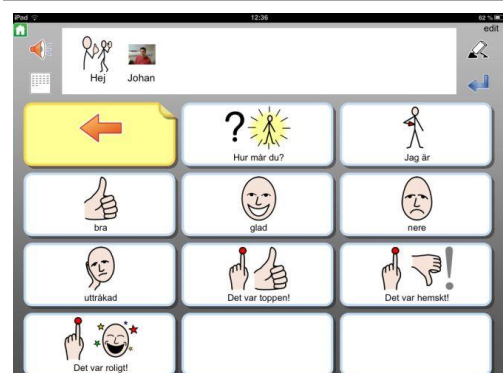 iPad 12:36 62 %
edit
Hej Johan
Hur mår du? Jag är
bra glad nere
uttråkad Det var toppen! Det var hemskt!
Det var roligt!